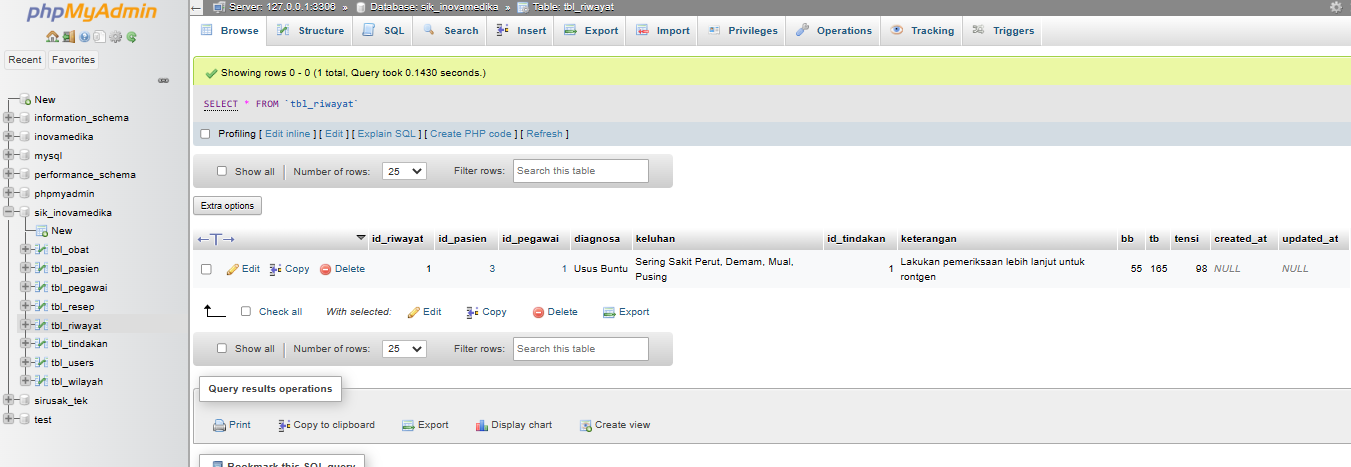 phpMyAdmin
Recent Favorites
New
information_schema
inovamedika
mysql
performance_schema
phpmyadmin
sik_inovamedika
New
tbl_obat
tbl_pasien
tbl_pegawai
tbl_resep
tbl_riwayat
tbl_tindakan
tbl_users
tbl_wilayah
sirusak_tek
test
Server: 127.0.0.1:3306 » Database: sik_inovamedika » Table: tbl_riwayat
Browse Structure SQL Search Insert Export Import Privileges Operations Tracking Triggers
Showing rows 0 - 0 (1 total, Query took 0.1430 seconds.)
SELECT * FROM `tbl_riwayat`
Profiling [ Edit inline ] [ Edit ] [ Explain SQL ] [ Create PHP code ] [ Refresh ]
Show all Number of rows: 25 Filter rows: Search this table
Extra options
←T→ id_riwayat id_pasien id_pegawai diagnosa keluhan id_tindakan keterangan bb tb tensi created_at updated_at
Edit Copy Delete 1 3 1 Usus Buntu Sering Sakit Perut, Demam, Mual, 1 Lakukan pemeriksaan lebih lanjut untuk 55 165 98 NULL NULL
Pusing rontgen
Check all With selected: Edit Copy Delete Export
Show all Number of rows: 25 Filter rows: Search this table
Query results operations
Print Copy to clipboard Export Display chart Create view
Bookmark this SQL query